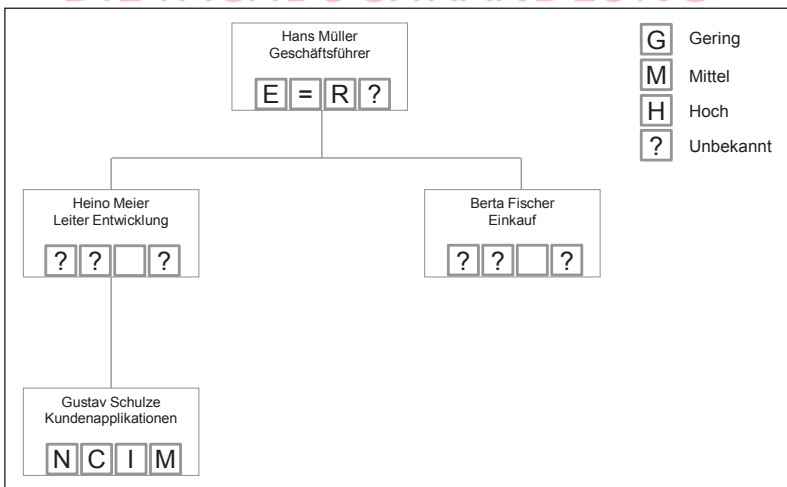 Hans Müller
Geschäftsführer
E = R ?
G Gering
M Mittel
H Hoch
? Unbekannt
Heino Meier
Leiter Entwicklung
? ? ?
Berta Fischer
Einkauf
? ? ?
Gustav Schulze
Kundenapplikationen
N C I M